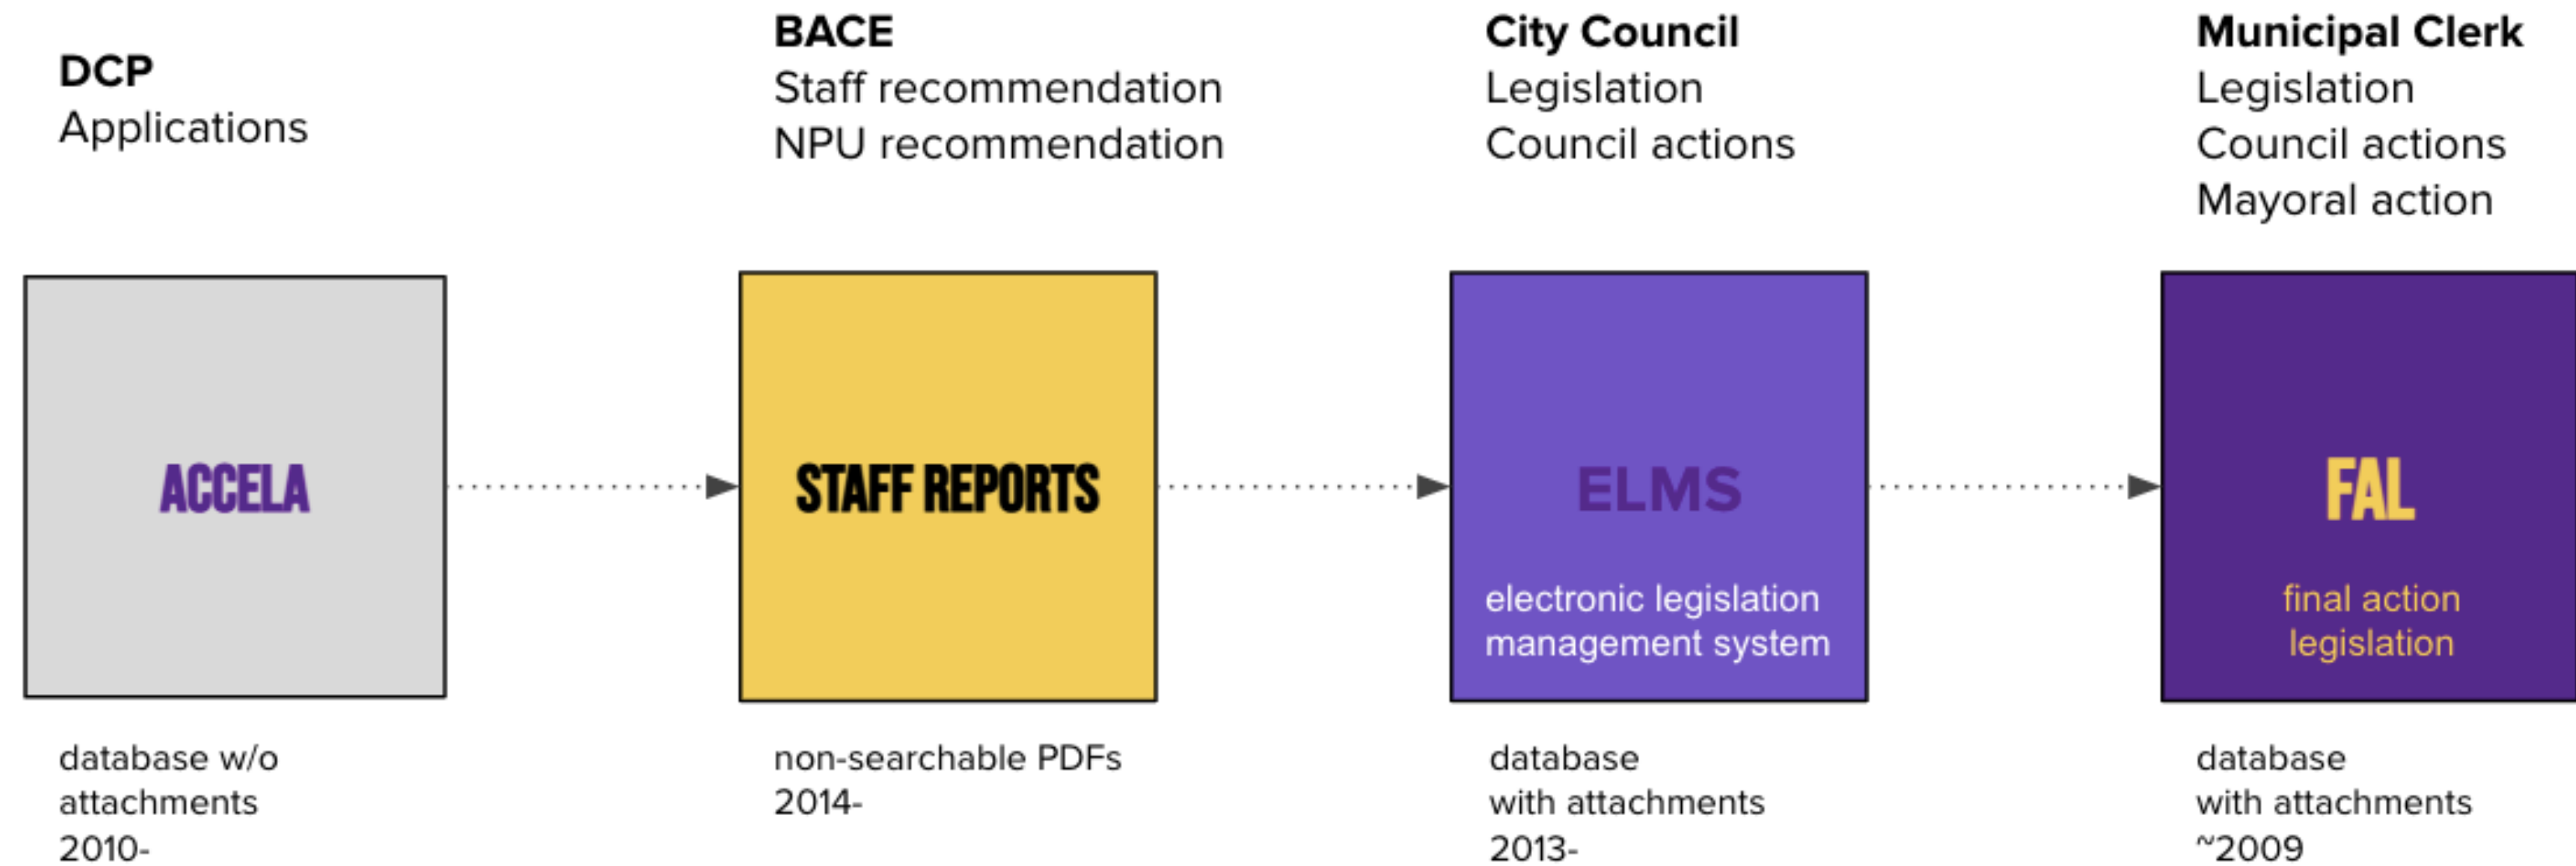 DCP
Applications
BACE
Staff recommendation
NPU recommendation
City Council
Legislation
Council actions
Municipal Clerk
Legislation
Council actions
Mayoral action
ACCELA
STAFF REPORTS
ELMS
electronic legislation
management system
FAL
final action
legislation
database w/o
attachments
2010-
non-searchable PDFs
2014-
database
with attachments
2013-
database
with attachments
~2009